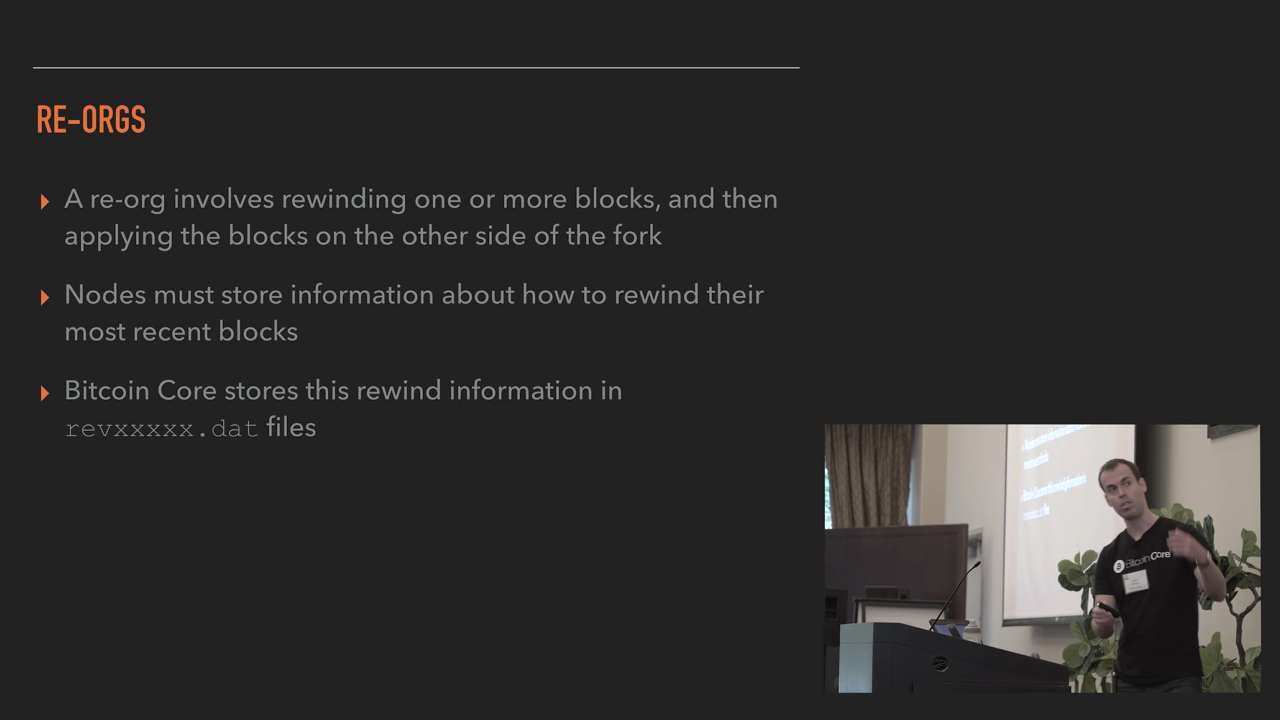 RE-ORGS
A re-org involves rewinding one or more blocks, and then
applying the blocks on the other side of the fork
Nodes must store information about how to rewind their
most recent blocks
Bitcoin Core stores this rewind information in
revxxxxx.dat files
Bitcoin Core